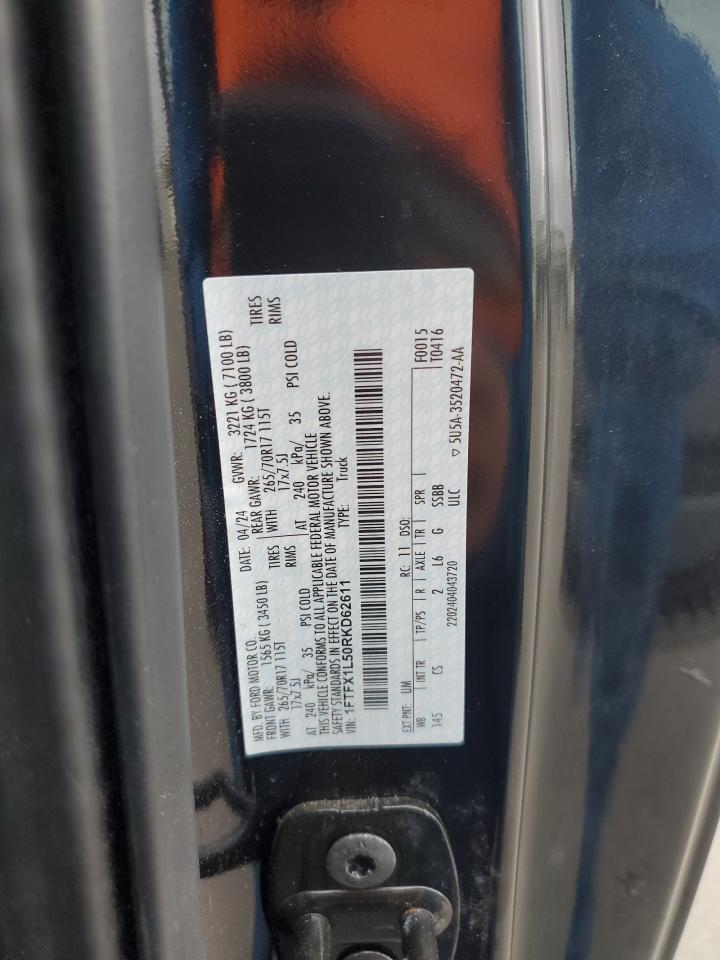 MFD. BY FORD MOTOR CO. DATE: 04/24 GVWR: 3221 KG ( 7100 LB)
FRONT GAWR: 1565 KG ( 3450 LB) REAR GAWR: 1724 KG ( 3800 LB)
WITH 265/70R17 115T TIRES WITH 265/70R17 115T TIRES
17x7.5J RIMS 17x7.5J RIMS
AT 240 kPa/ 35 PSI COLD AT 240 kPa/ 35 PSI COLD
THIS VEHICLE CONFORMS TO ALL APPLICABLE FEDERAL MOTOR VEHICLE
SAFETY STANDARDS IN EFFECT ON THE DATE OF MANUFACTURE SHOWN ABOVE.
VIN: 1FTFX1L50RKD62611 TYPE: Truck
EXT PNT: UM RC: 11 DSO: F0015
WB INT TR TP/PS R AXLE TR SPR T0416
145 CS 2 L6 G SSBB
2202404043720 ULC ▽ 5U5A-3520472-AA